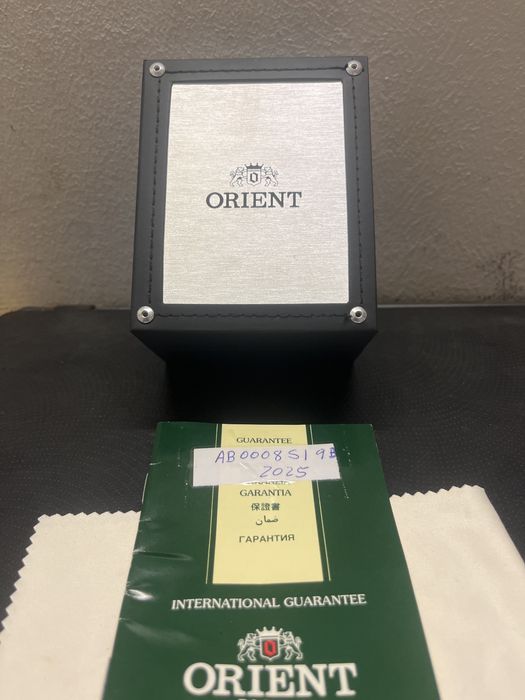 ORIENT
GUARANTEE
AB0008S19B
2025
GARANTIA
保證書
ضمان
ГАРАНТИЯ
INTERNATIONAL GUARANTEE
ORIENT